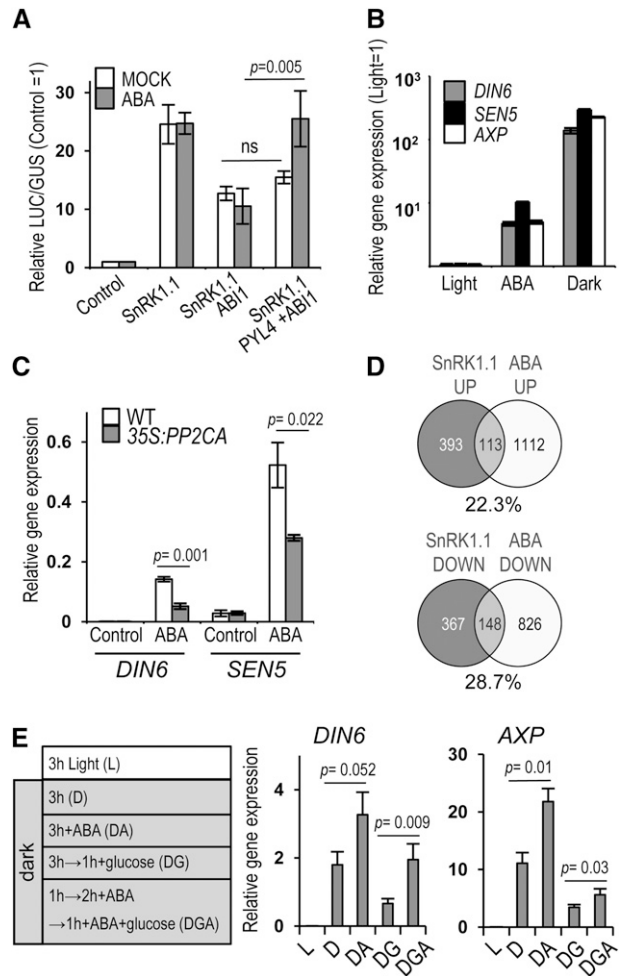 A
Relative LUC/GUS (Control =1)
30
20
10
0
MOCK
ABA
p=0.005
ns
Control
SnRK1.1
SnRK1.1
ABI1
SnRK1.1
PYL4 +ABI1
B
Relative gene expression (Light=1)
10³
10²
10¹
DIN6
SEN5
AXP
Light
ABA
Dark
C
Relative gene expression
0.6
0.4
0.2
0
WT
35S:PP2CA
p= 0.022
p= 0.001
Control
ABA
Control
ABA
DIN6
SEN5
D
SnRK1.1
UP
ABA
UP
393
113
1112
22.3%
SnRK1.1
DOWN
ABA
DOWN
367
148
826
28.7%
E
3h Light (L)
dark
3h (D)
3h+ABA (DA)
3h→1h+glucose (DG)
1h→2h+ABA
→1h+ABA+glucose (DGA)
DIN6
Relative gene expression
4
2
0
p= 0.052
p= 0.009
L
D
DA
DG
DGA
AXP
30
20
10
0
p= 0.01
p= 0.03
L
D
DA
DG
DGA